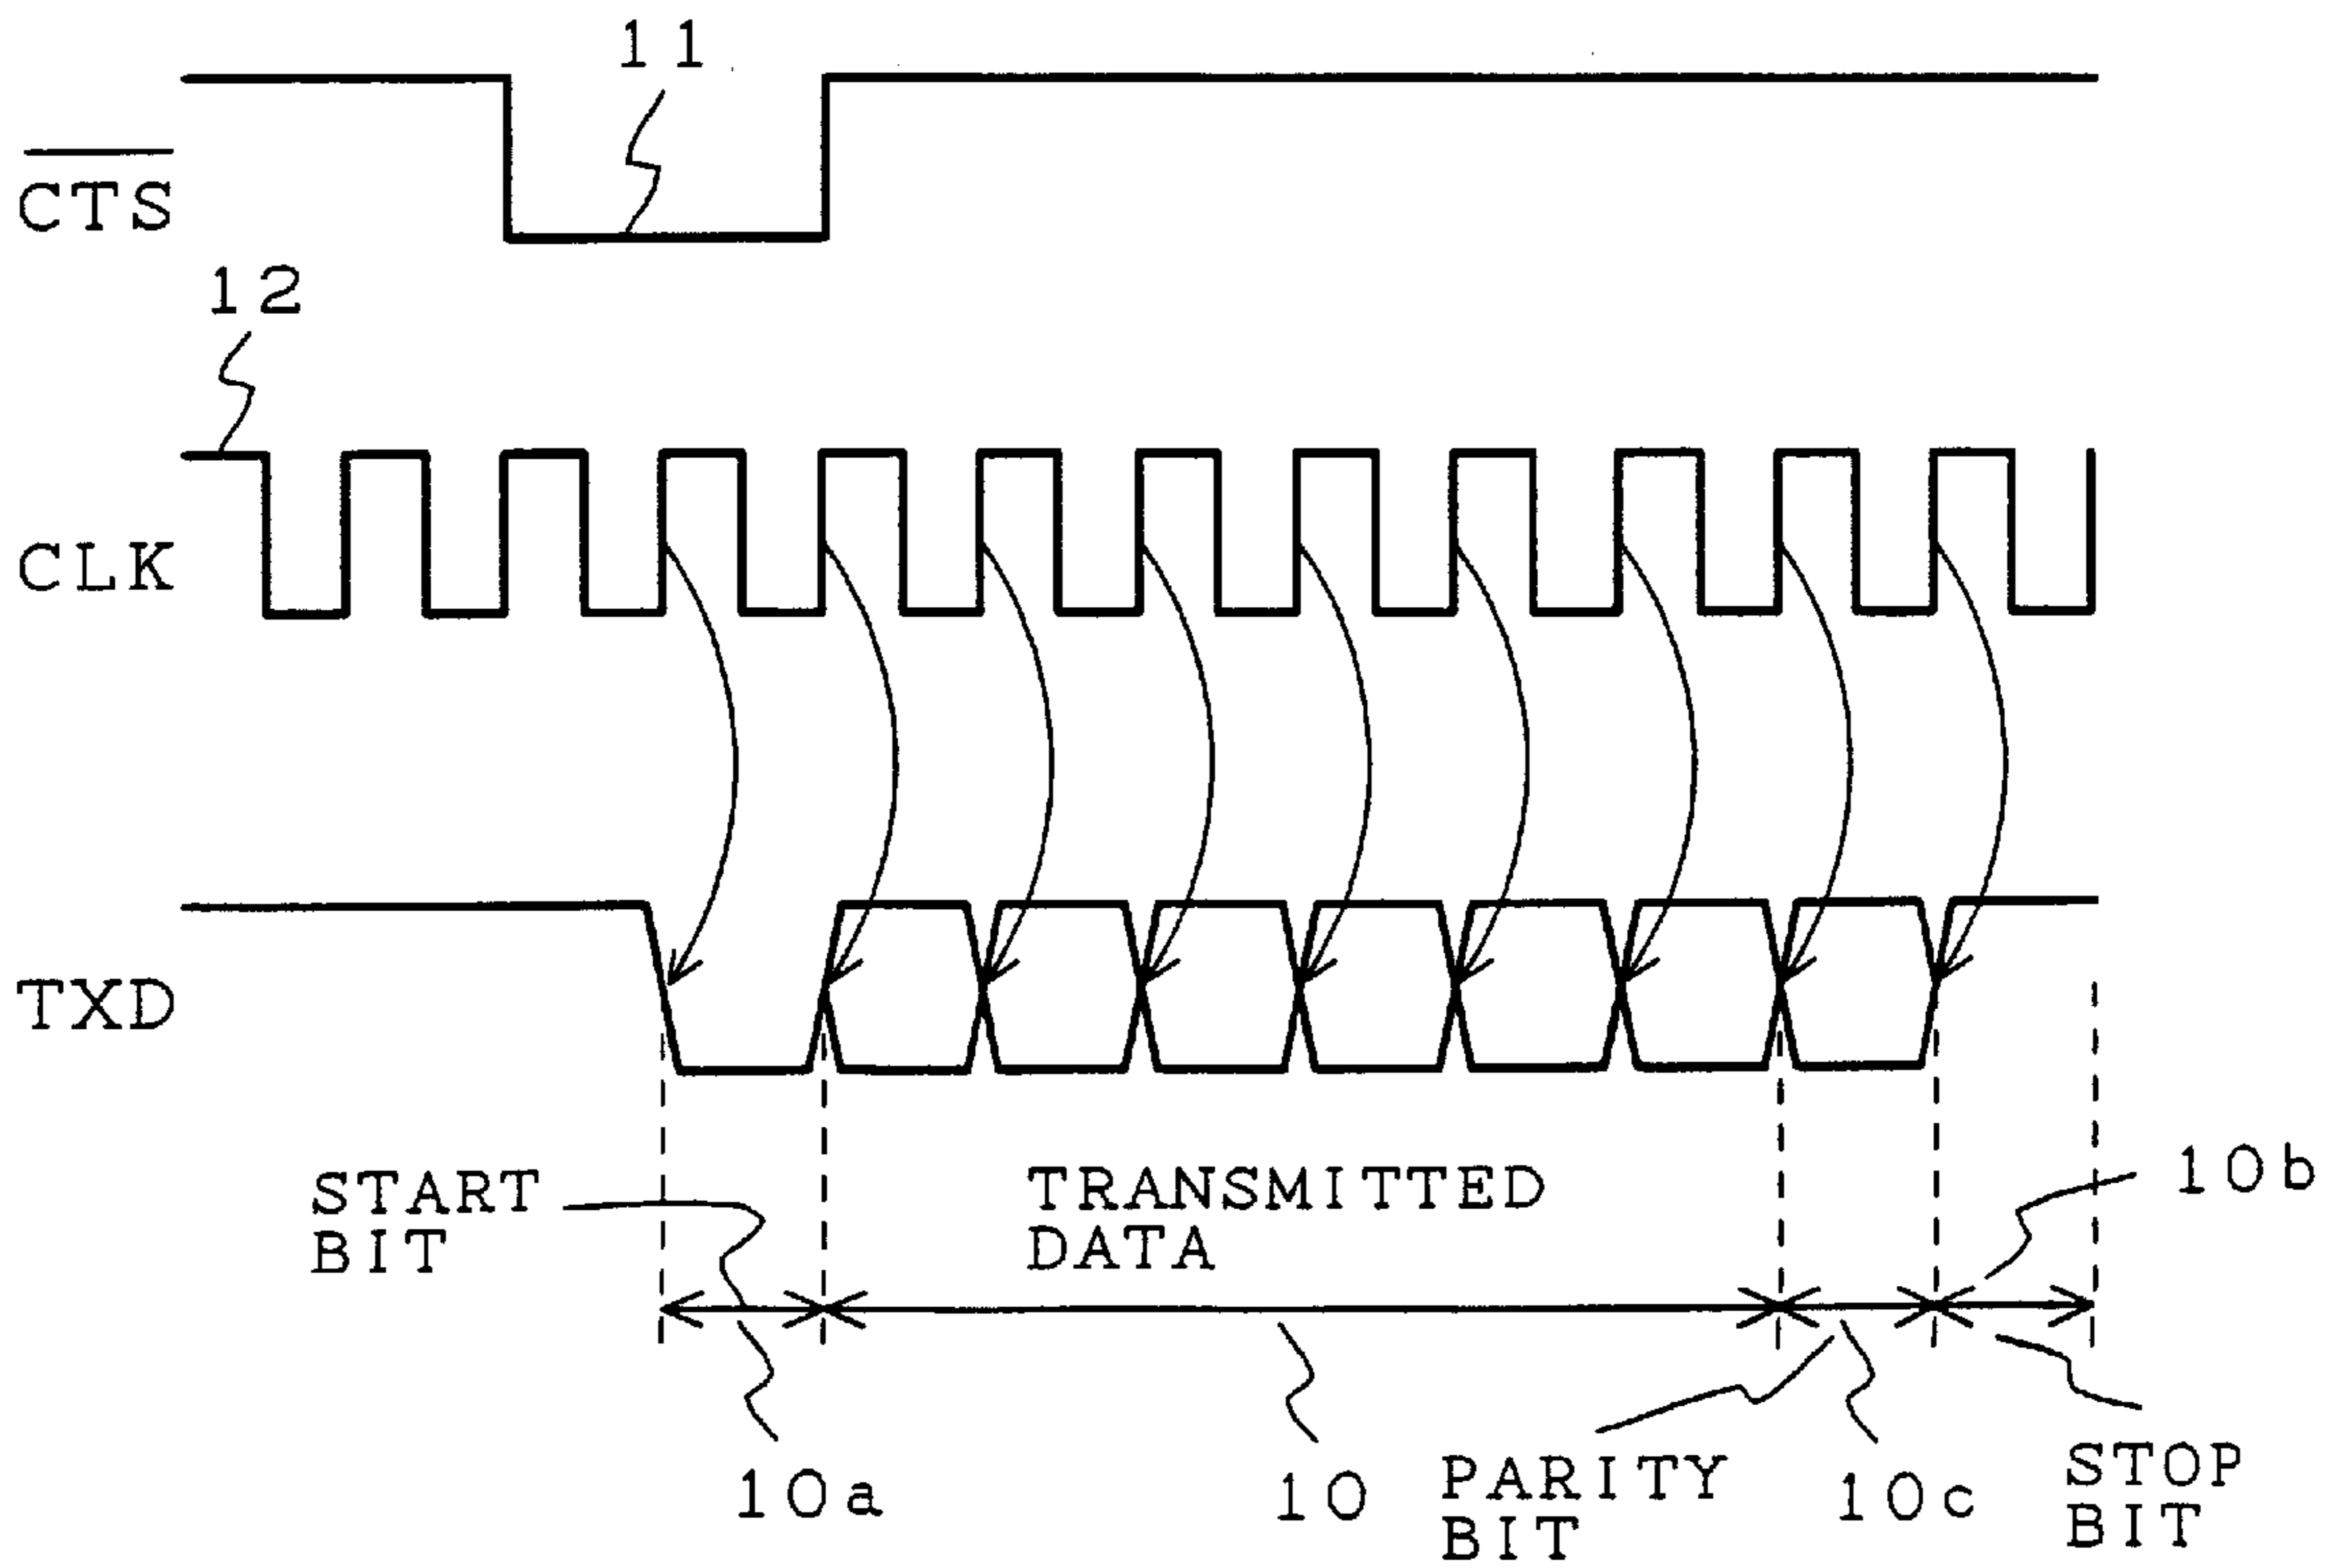 11
CTS
12
CLK
TXD
START
BIT
TRANSMITTED
DATA
10b
10a
10
PARITY
BIT
10c
STOP
BIT